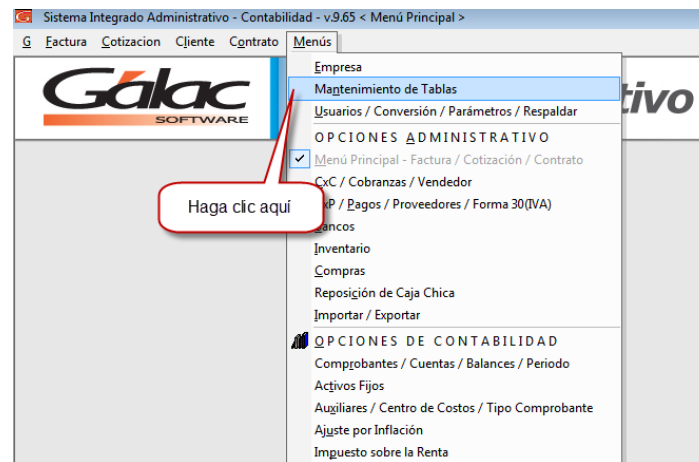 Sistema Integrado Administrativo - Contabilidad - v.9.65 < Menú Principal >
G Factura Cotizacion Cliente Contrato Menús
Gálac
SOFTWARE
tivo
Empresa
Mantenimiento de Tablas
Usuarios / Conversión / Parámetros / Respaldar
OPCIONES ADMINISTRATIVO
Menú Principal - Factura / Cotización / Contrato
CxC / Cobranzas / Vendedor
Haga clic aquí
xP / Pagos / Proveedores / Forma 30(IVA)
Bancos
Inventario
Compras
Reposición de Caja Chica
Importar / Exportar
OPCIONES DE CONTABILIDAD
Comprobantes / Cuentas / Balances / Periodo
Activos Fijos
Auxiliares / Centro de Costos / Tipo Comprobante
Ajuste por Inflación
Impuesto sobre la Renta